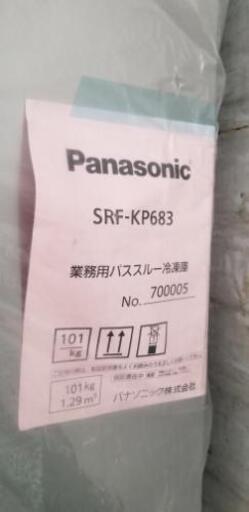 Panasonic
SRF-KP683
業務用パススルー冷凍庫
No. 700005
101
kg
101kg
1.29m³
パナソニック株式会社